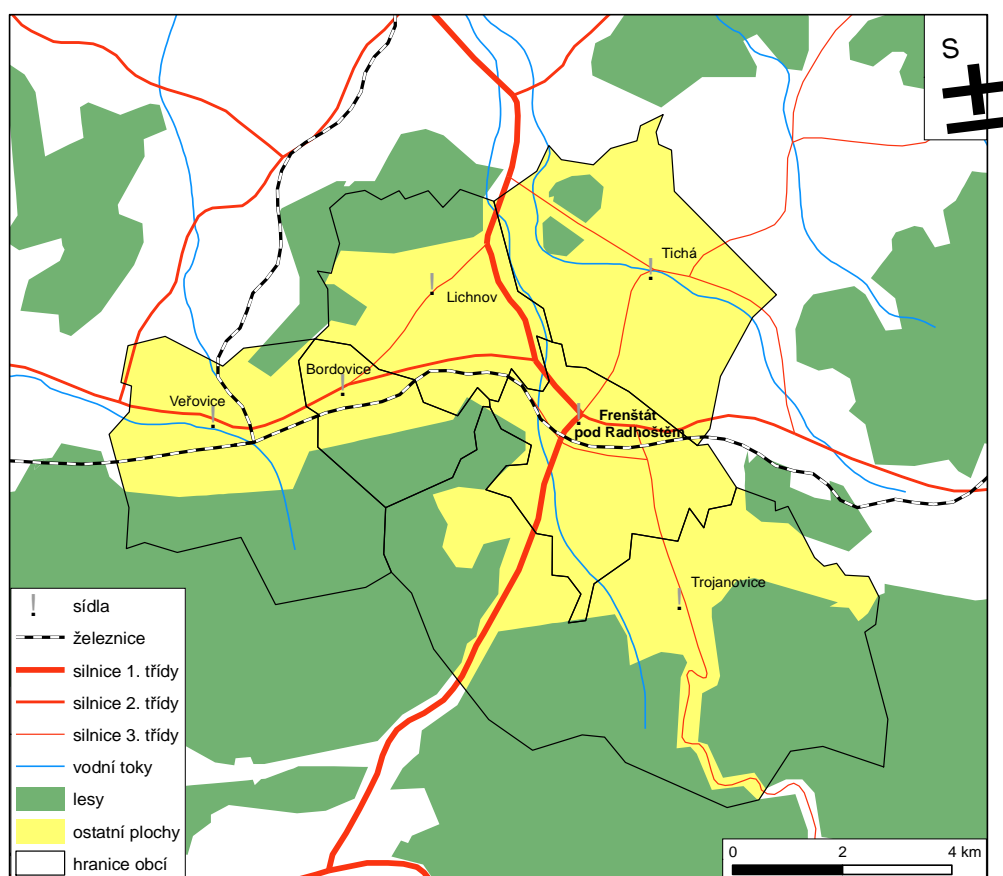 S
Tichá
Lichnov
Bordovice
Veřovice
Frenštát
pod Radhoštěm
Trojanovice
! sídla
železnice
silnice 1. třídy
silnice 2. třídy
silnice 3. třídy
vodní toky
lesy
ostatní plochy
hranice obcí
0 2 4 km